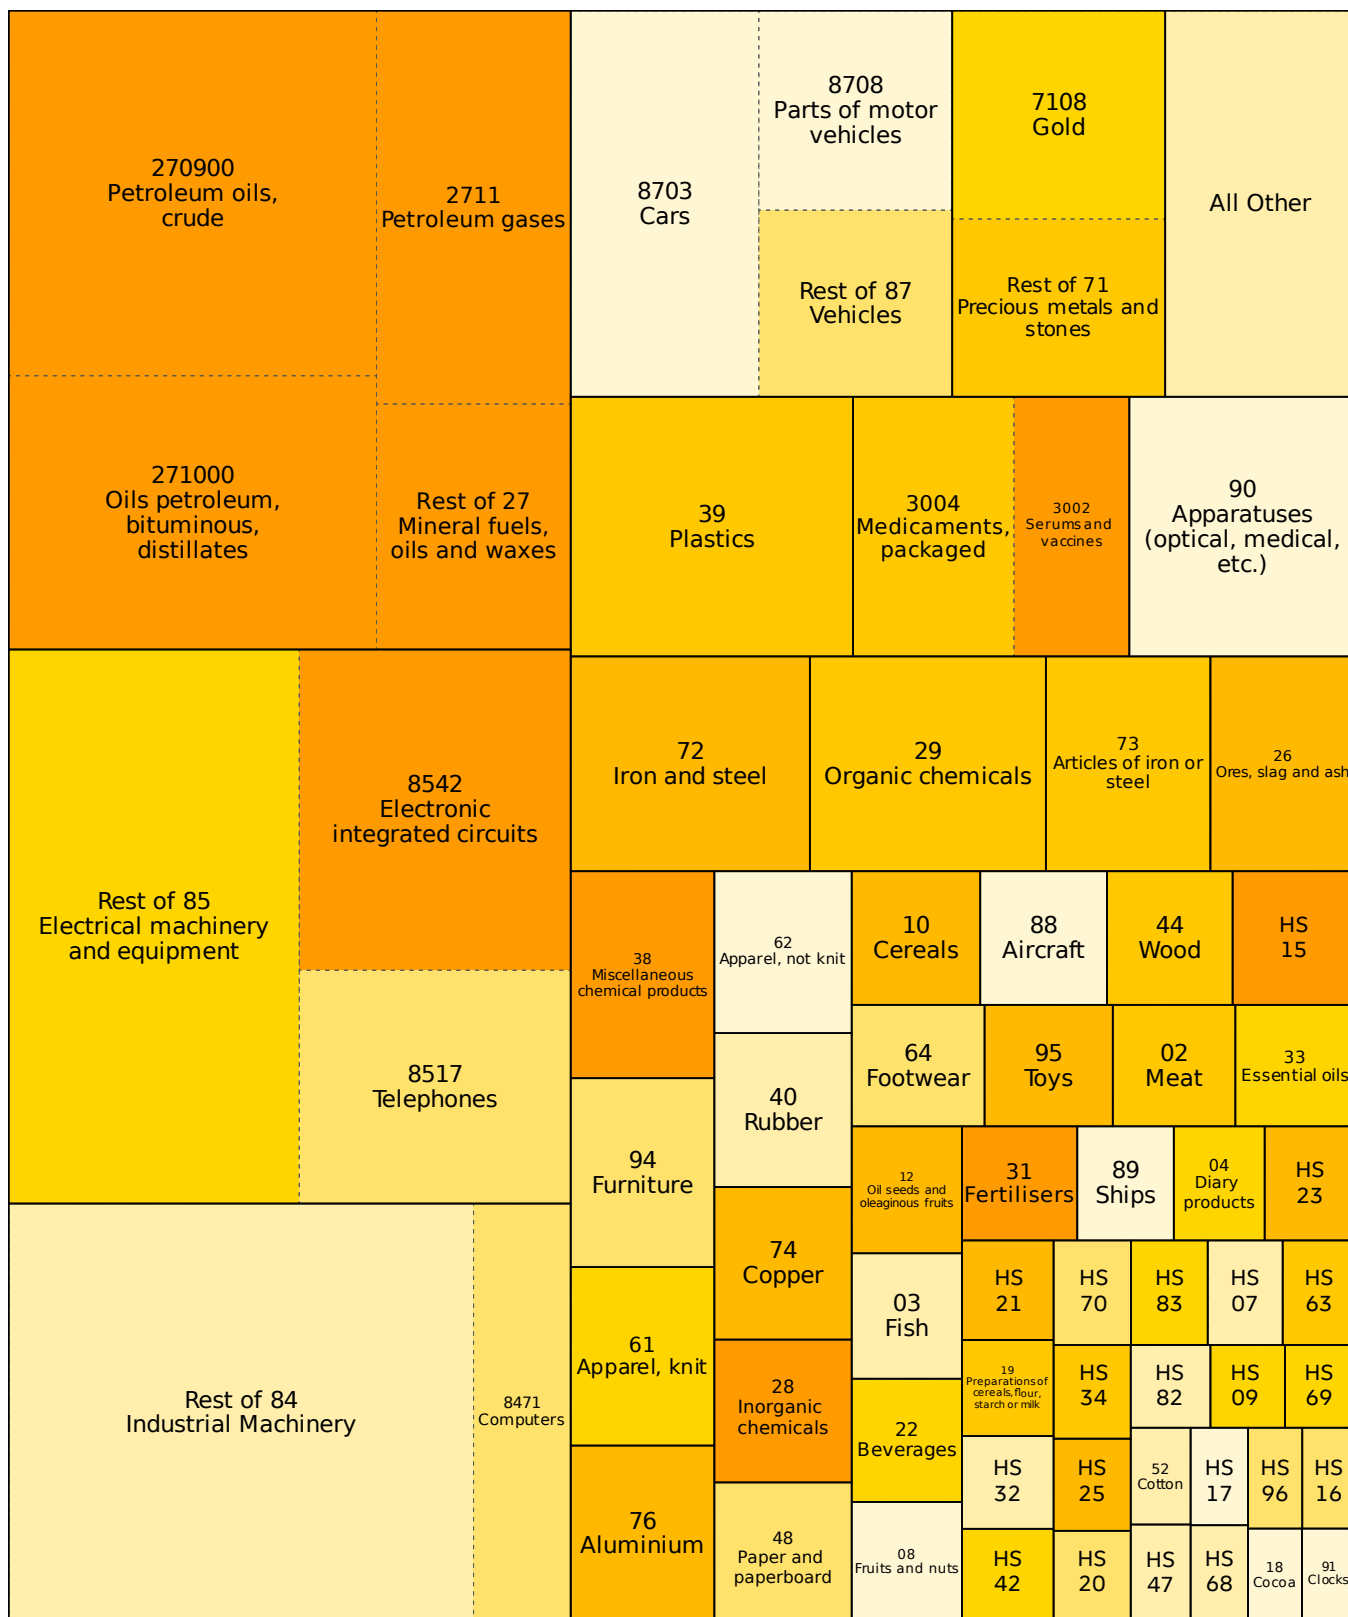 270900
Petroleum oils,
crude
2711
Petroleum gases
271000
Oils petroleum,
bituminous,
distillates
Rest of 27
Mineral fuels,
oils and waxes
8703
Cars
8708
Parts of motor
vehicles
Rest of 87
Vehicles
7108
Gold
Rest of 71
Precious metals and
stones
All Other
39
Plastics
3004
Medicaments,
packaged
3002
Serums and
vaccines
90
Apparatuses
(optical, medical,
etc.)
Rest of 85
Electrical machinery
and equipment
8542
Electronic
integrated circuits
8517
Telephones
72
Iron and steel
29
Organic chemicals
73
Articles of iron or
steel
26
Ores, slag and ash
38
Miscellaneous
chemical products
62
Apparel, not knit
10
Cereals
88
Aircraft
44
Wood
HS
15
94
Furniture
40
Rubber
64
Footwear
95
Toys
02
Meat
33
Essential oils
12
Oil seeds and
oleaginous fruits
31
Fertilisers
89
Ships
04
Diary
products
HS
23
74
Copper
03
Fish
HS
21
HS
70
HS
83
HS
07
HS
63
Rest of 84
Industrial Machinery
8471
Computers
61
Apparel, knit
28
Inorganic
chemicals
22
Beverages
19
Preparations of
cereals, flour,
starch or milk
HS
34
HS
82
HS
09
HS
69
76
Aluminium
48
Paper and
paperboard
08
Fruits and nuts
HS
32
HS
25
52
Cotton
HS
17
HS
96
HS
16
HS
42
HS
20
HS
47
HS
68
18
Cocoa
91
Clocks